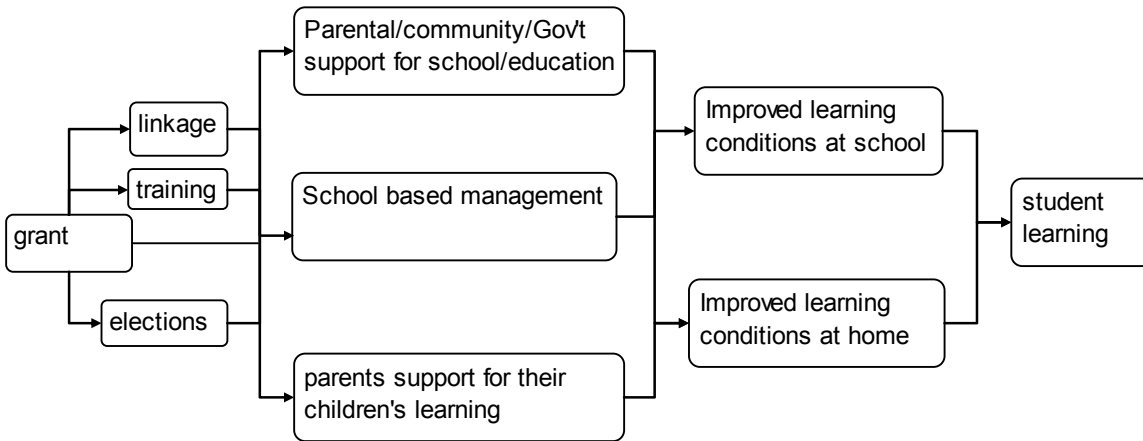 grant
linkage
training
elections
Parental/community/Gov't
support for school/education
School based management
parents support for their
children's learning
Improved learning
conditions at school
Improved learning
conditions at home
student
learning